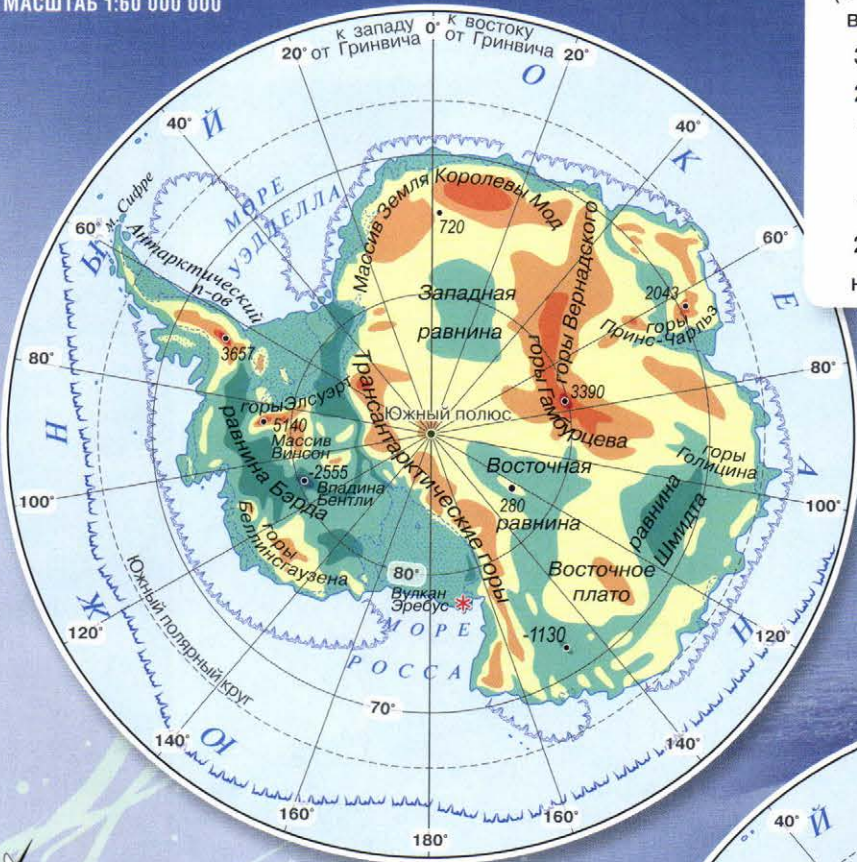 МАСШТАБ 1:60 000 000
к западу
от Гринвича
0°
к востоку
от Гринвича
20°
20°
О
40°
Й
40°
К
МОРЕ
УЭДДЕЛЛА
60°
Ы
м. Сифре
Антарктический
п-ов
Массив Земля Королевы Мод
720
горы Вернадского
60°
Е
2043
горы
Принс-Чарльз
Западная
равнина
3657
80°
80°
горы Гамбурцева
3390
Трансантарктические горы
горы Элсуэрт
5140
Массив
Винсон
Южный полюс
Н
горы
Голицина
А
равнина Бэрда
-2555
Впадина
Бентли
Восточная
равнина
280
равнина
Шмидта
100°
100°
горы
Беллинсгаузена
80°
Восточное
плато
Вулкан
Эребус
Южный полярный круг
Ж
МОРЕ
РОССА
-1130
Н
120°
120°
70°
140°
Ю
140°
160°
160°
180°
40°
Й